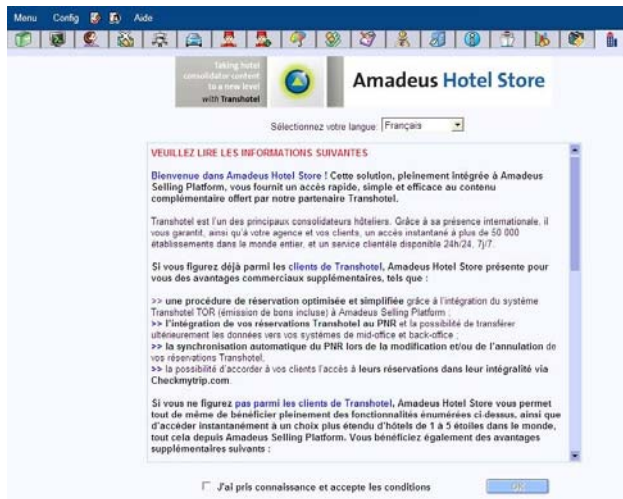 Menu Config Aide
Taking hotel
consolidator content
to a new level
with Transhotel
Amadeus Hotel Store
Sélectionnez votre langue: Français
VEUILLEZ LIRE LES INFORMATIONS SUIVANTES
Bienvenue dans Amadeus Hotel Store ! Cette solution, pleinement intégrée à Amadeus
Selling Platform, vous fournit un accès rapide, simple et efficace au contenu
complémentaire offert par notre partenaire Transhotel.
Transhotel est l'un des principaux consolidateurs hôteliers. Grâce à sa présence internationale, il
vous garantit, ainsi qu'à votre agence et vos clients, un accès instantané à plus de 50 000
établissements dans le monde entier, et un service clientèle disponible 24h/24, 7j/7.
Si vous figurez déjà parmi les clients de Transhotel, Amadeus Hotel Store présente pour
vous des avantages commerciaux supplémentaires, tels que :
>> une procédure de réservation optimisée et simplifiée grâce à l'intégration du système
Transhotel TOR (émission de bons incluse) à Amadeus Selling Platform ;
>> l'intégration de vos réservations Transhotel au PNR et la possibilité de transférer
ultérieurement les données vers vos systèmes de mid-office et back-office ;
>> la synchronisation automatique du PNR lors de la modification et/ou de l'annulation de
vos réservations Transhotel;
>> la possibilité d'accorder à vos clients l'accès à leurs réservations dans leur intégralité via
Checkmytrip.com.
Si vous ne figurez pas parmi les clients de Transhotel, Amadeus Hotel Store vous permet
tout de même de bénéficier pleinement des fonctionnalités énumérées ci-dessus, ainsi que
d'accéder instantanément à un choix plus étendu d'hôtels de 1 à 5 étoiles dans le monde,
tout cela depuis Amadeus Selling Platform. Vous bénéficiez également des avantages
supplémentaires suivants :
J'ai pris connaissance et accepte les conditions
OK